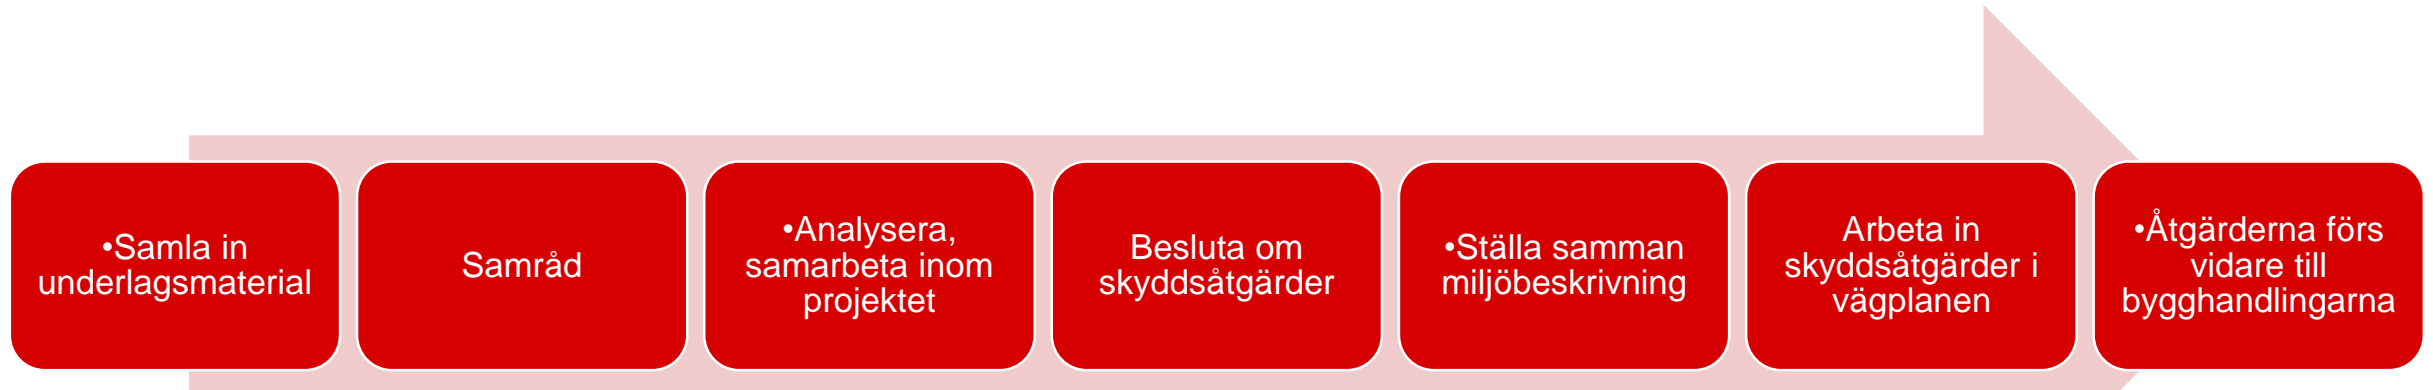 •Samla in
underlagsmaterial
Samråd
•Analysera,
samarbeta inom
projektet
Besluta om
skyddsåtgärder
•Ställa samman
miljöbeskrivning
Arbeta in
skyddsåtgärder i
vägplanen
•Åtgärderna förs
vidare till
bygghandlingarna